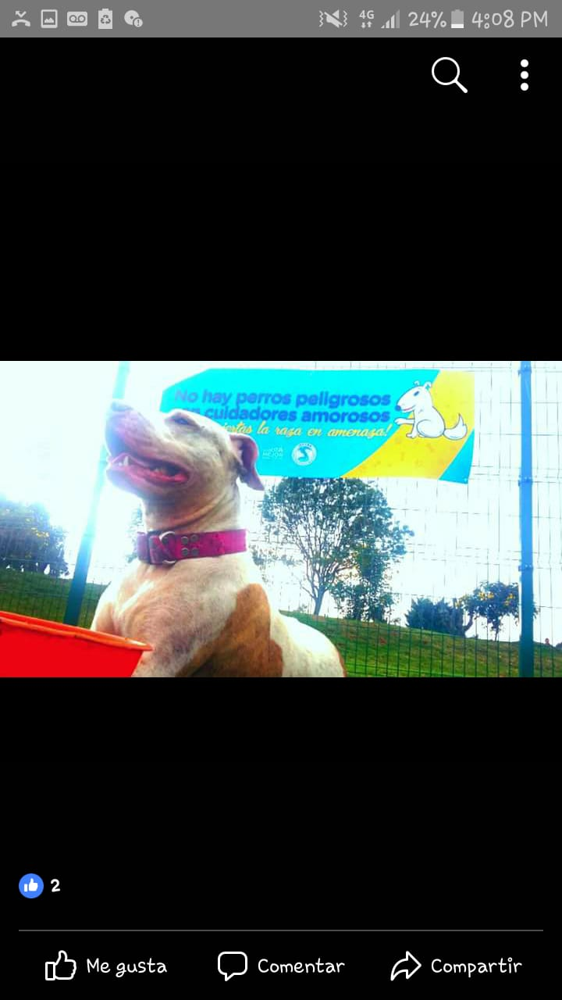 4G 24% 4:08 PM
No hay perros peligrosos
cuidadores amorosos
la raza en amenaza!
2
Me gusta
Comentar
Compartir